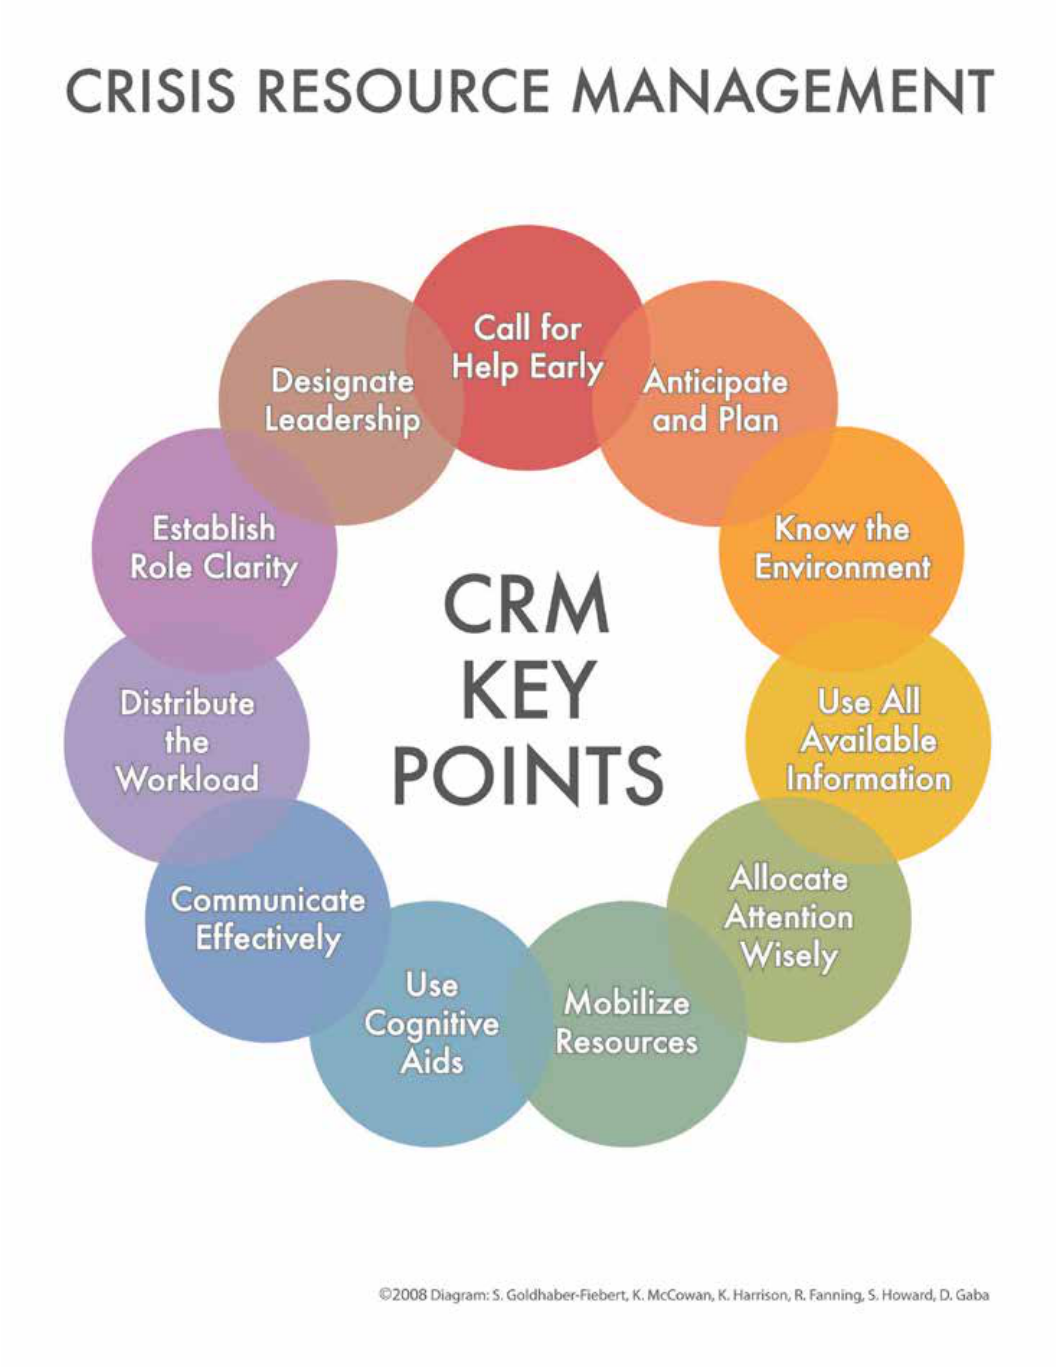 CRISIS RESOURCE MANAGEMENT
Call for
Help Early
Anticipate
and Plan
Know the
Environment
Use All
Available
Information
Allocate
Attention
Wisely
Mobilize
Resources
Use
Cognitive
Aids
Communicate
Effectively
Distribute
the
Workload
Establish
Role Clarity
Designate
Leadership
CRM
KEY
POINTS
©2008 Diagram: S. Goldhaber-Fiebert, K. McCowan, K. Harrison, R. Fanning, S. Howard, D. Gaba